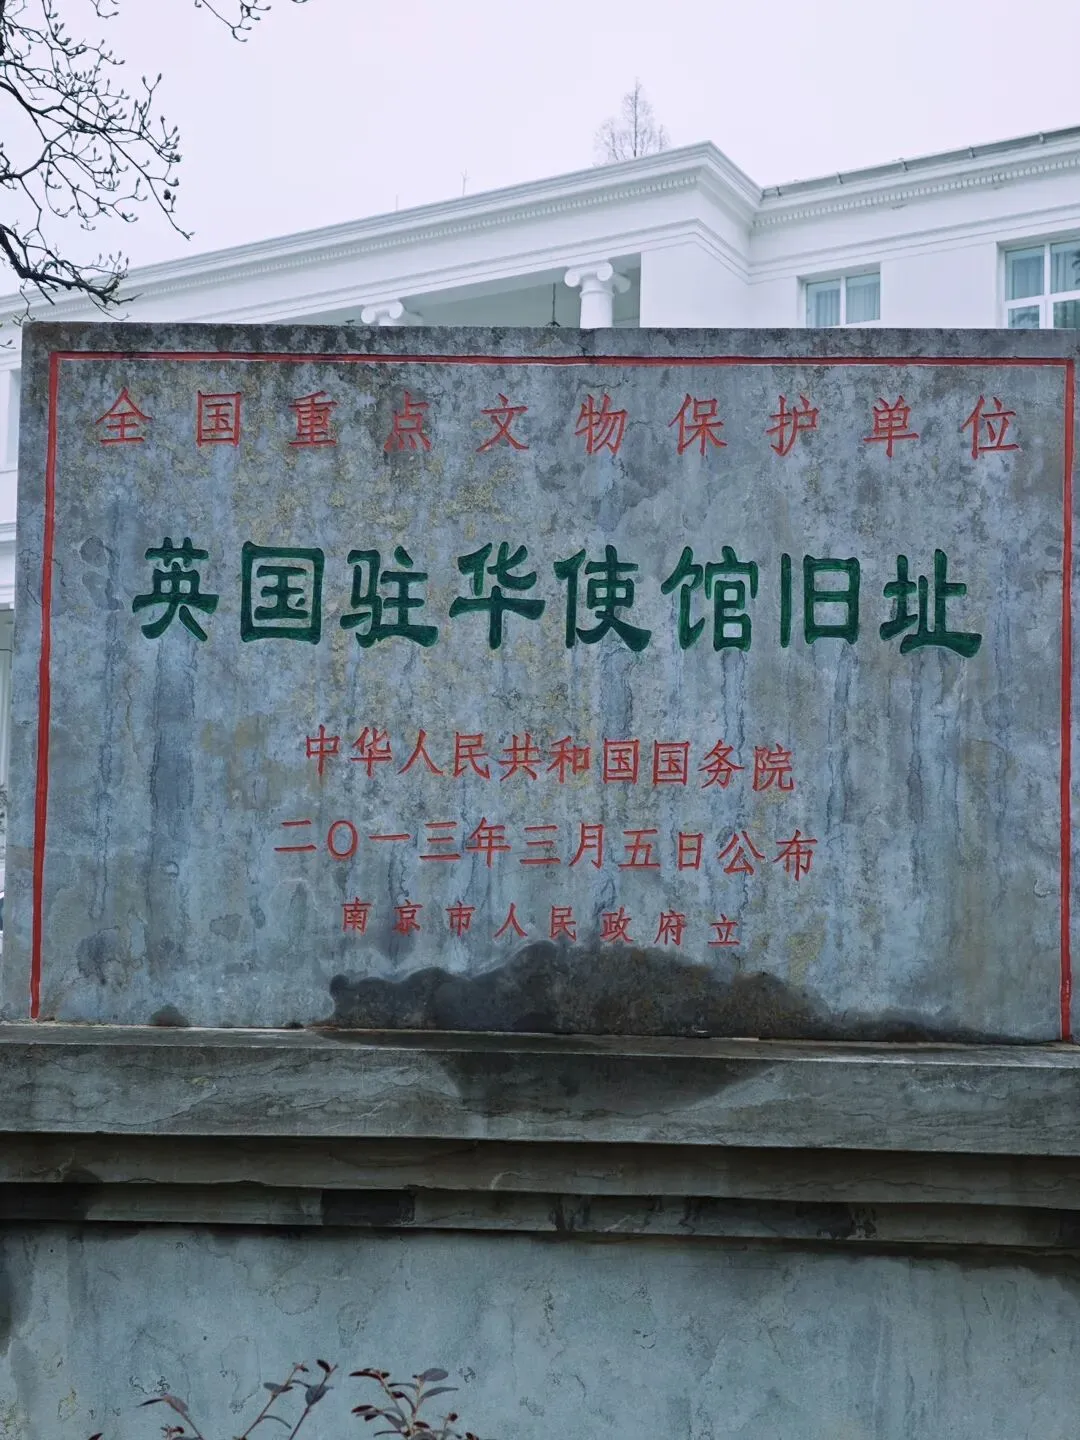 全国重点文物保护单位
英国驻华使馆旧址
中华人民共和国国务院
二〇一三年三月五日公布
南京市人民政府立